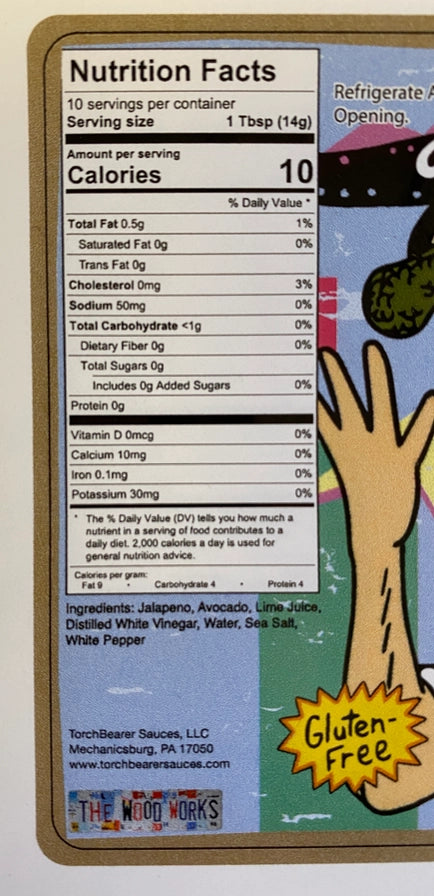 Nutrition Facts
10 servings per container
Serving size 1 Tbsp (14g)
Amount per serving
Calories 10
% Daily Value *
Total Fat 0.5g 1%
Saturated Fat 0g 0%
Trans Fat 0g
Cholesterol 0mg 3%
Sodium 50mg 0%
Total Carbohydrate <1g 0%
Dietary Fiber 0g 0%
Total Sugars 0g
Includes 0g Added Sugars 0%
Protein 0g
Vitamin D 0mcg 0%
Calcium 10mg 0%
Iron 0.1mg 0%
Potassium 30mg 0%
* The % Daily Value (DV) tells you how much a
nutrient in a serving of food contributes to a
daily diet. 2,000 calories a day is used for
general nutrition advice.
Calories per gram:
Fat 9 • Carbohydrate 4 • Protein 4
Ingredients: Jalapeno, Avocado, Lime Juice,
Distilled White Vinegar, Water, Sea Salt,
White Pepper
TorchBearer Sauces, LLC
Mechanicsburg, PA 17050
www.torchbearersauces.com
#THE WOOD WORKS
Refrigerate A
Opening.
Gluten-
Free